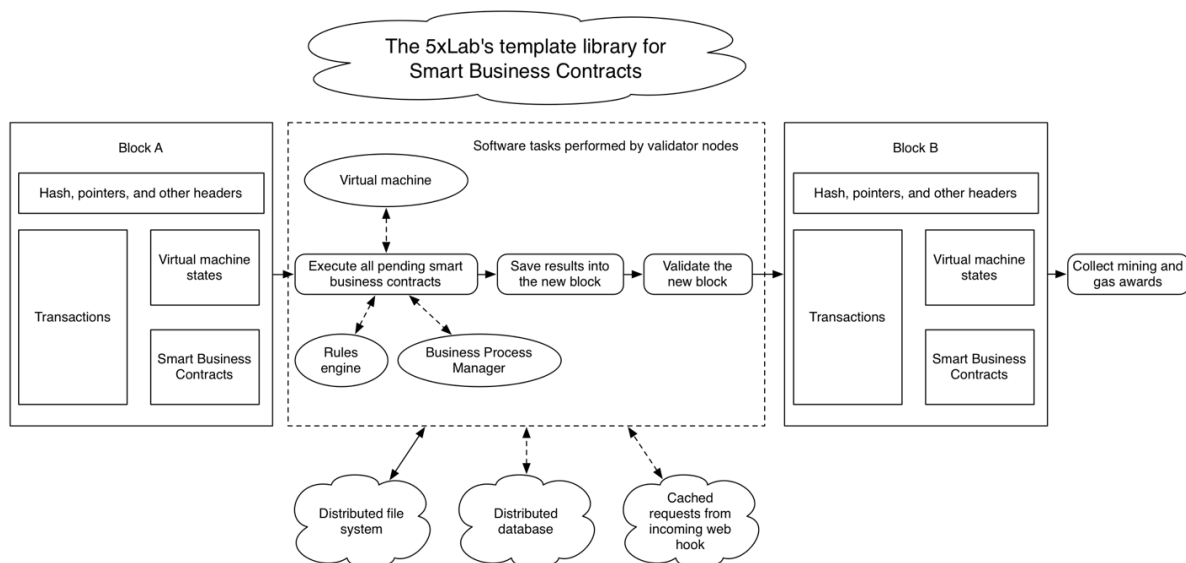 The 5xLab's template library for
Smart Business Contracts
Block A
Hash, pointers, and other headers
Transactions
Virtual machine
states
Smart Business
Contracts
Software tasks performed by validator nodes
Virtual machine
Execute all pending smart
business contracts
Save results into
the new block
Validate the
new block
Rules
engine
Business Process
Manager
Block B
Hash, pointers, and other headers
Transactions
Virtual machine
states
Smart Business
Contracts
Collect mining and
gas awards
Distributed file
system
Distributed
database
Cached
requests from
incoming web
hook